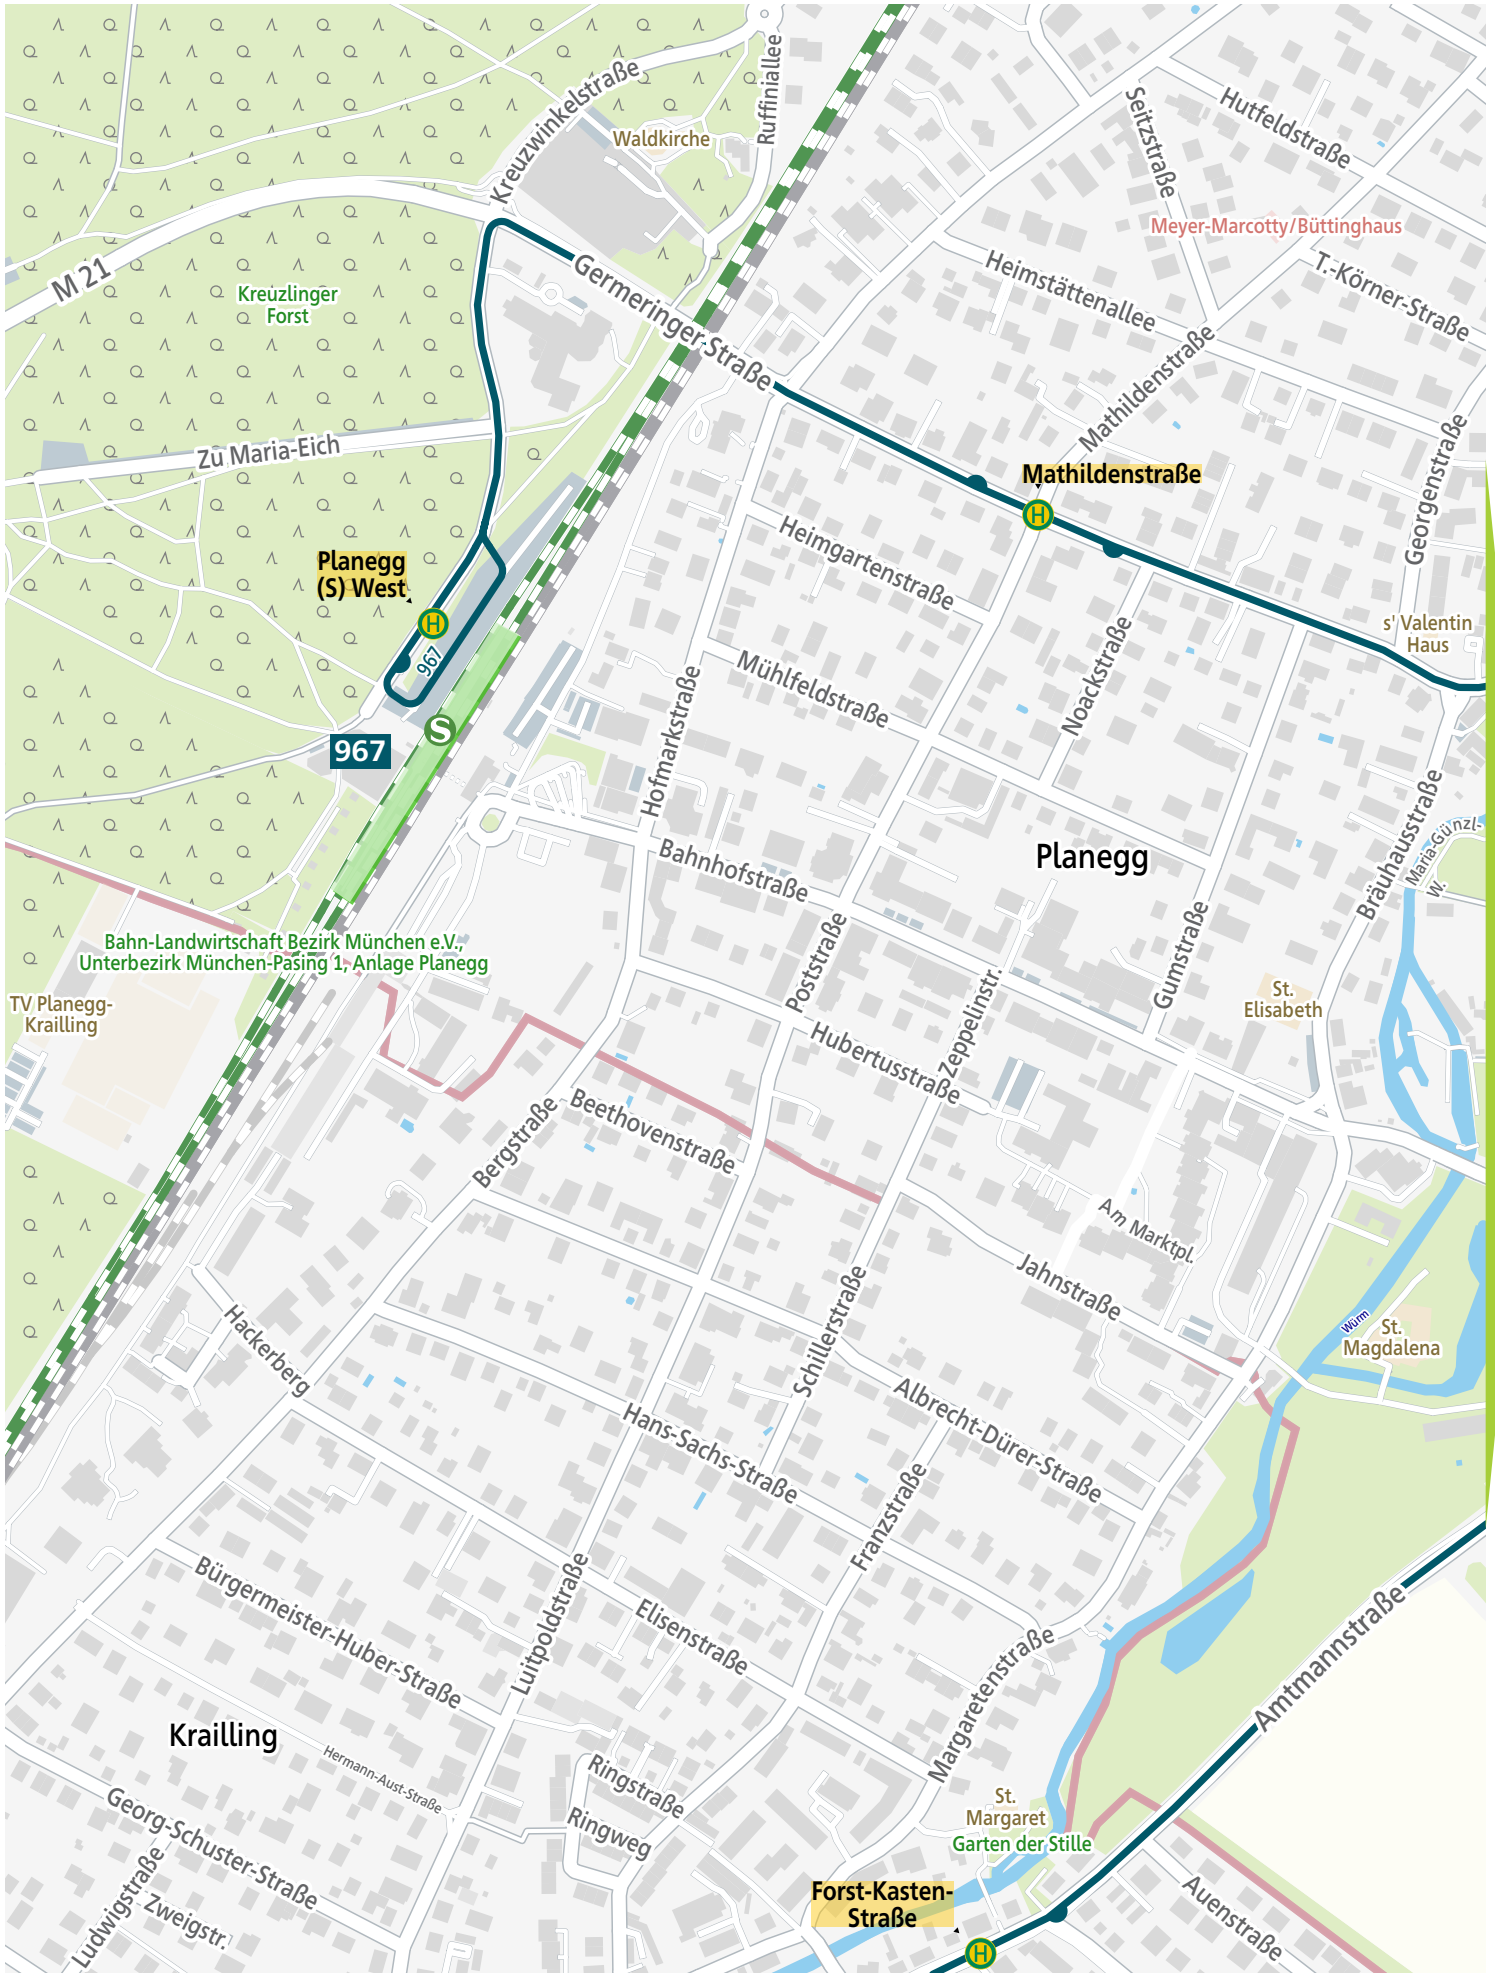 Kreuzwinkelstraße
Ruffiniallee
Waldkirche
Seitzstraße
Hutfeldstraße
Meyer-Marcotty/Büttinghaus
M 21
Kreuzlinger
Forst
Germeringer Straße
Heimstättenallee
T.-Körner-Straße
Zu Maria-Eich
Mathildenstraße
Mathildenstraße
H
Georgenstraße
Heimgartenstraße
Planegg
(S) West
H
967
s' Valentin
Haus
Noackstraße
Mühlfeldstraße
Hofmarkstraße
S
967
Bräuhausstraße
Maria-Günzl-
W.
Planegg
Bahnhofstraße
Poststraße
Gumstraße
Zeppelinstr.
Bahn-Landwirtschaft Bezirk München e.V.,
Unterbezirk München-Pasing 1, Anlage Planegg
TV Planegg-
Krailling
St.
Elisabeth
Hubertusstraße
Beethovenstraße
Bergstraße
Am Marktpl.
Jahnstraße
Hackerberg
Schillerstraße
Würm
St.
Magdalena
Albrecht-Dürer-Straße
Hans-Sachs-Straße
Franzstraße
Bürgermeister-Huber-Straße
Luitpoldstraße
Elisenstraße
Margaretenstraße
Amtmannstraße
Krailling
Hermann-Aust-Straße
Ringstraße
Ringweg
Georg-Schuster-Straße
St.
Margaret
Garten der Stille
Ludwigstraße
Zweigstr.
Forst-Kasten-
Straße
H
Auenstraße